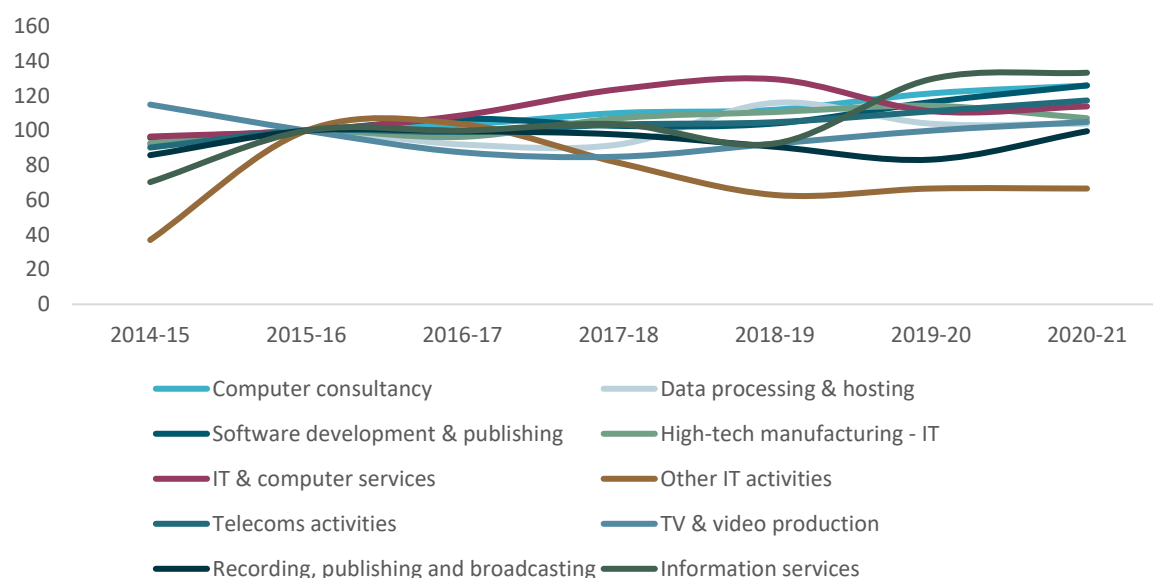 160
140
120
100
80
60
40
20
0
2014-15 2015-16 2016-17 2017-18 2018-19 2019-20 2020-21
Computer consultancy Data processing & hosting
Software development & publishing High-tech manufacturing - IT
IT & computer services Other IT activities
Telecoms activities TV & video production
Recording, publishing and broadcasting Information services